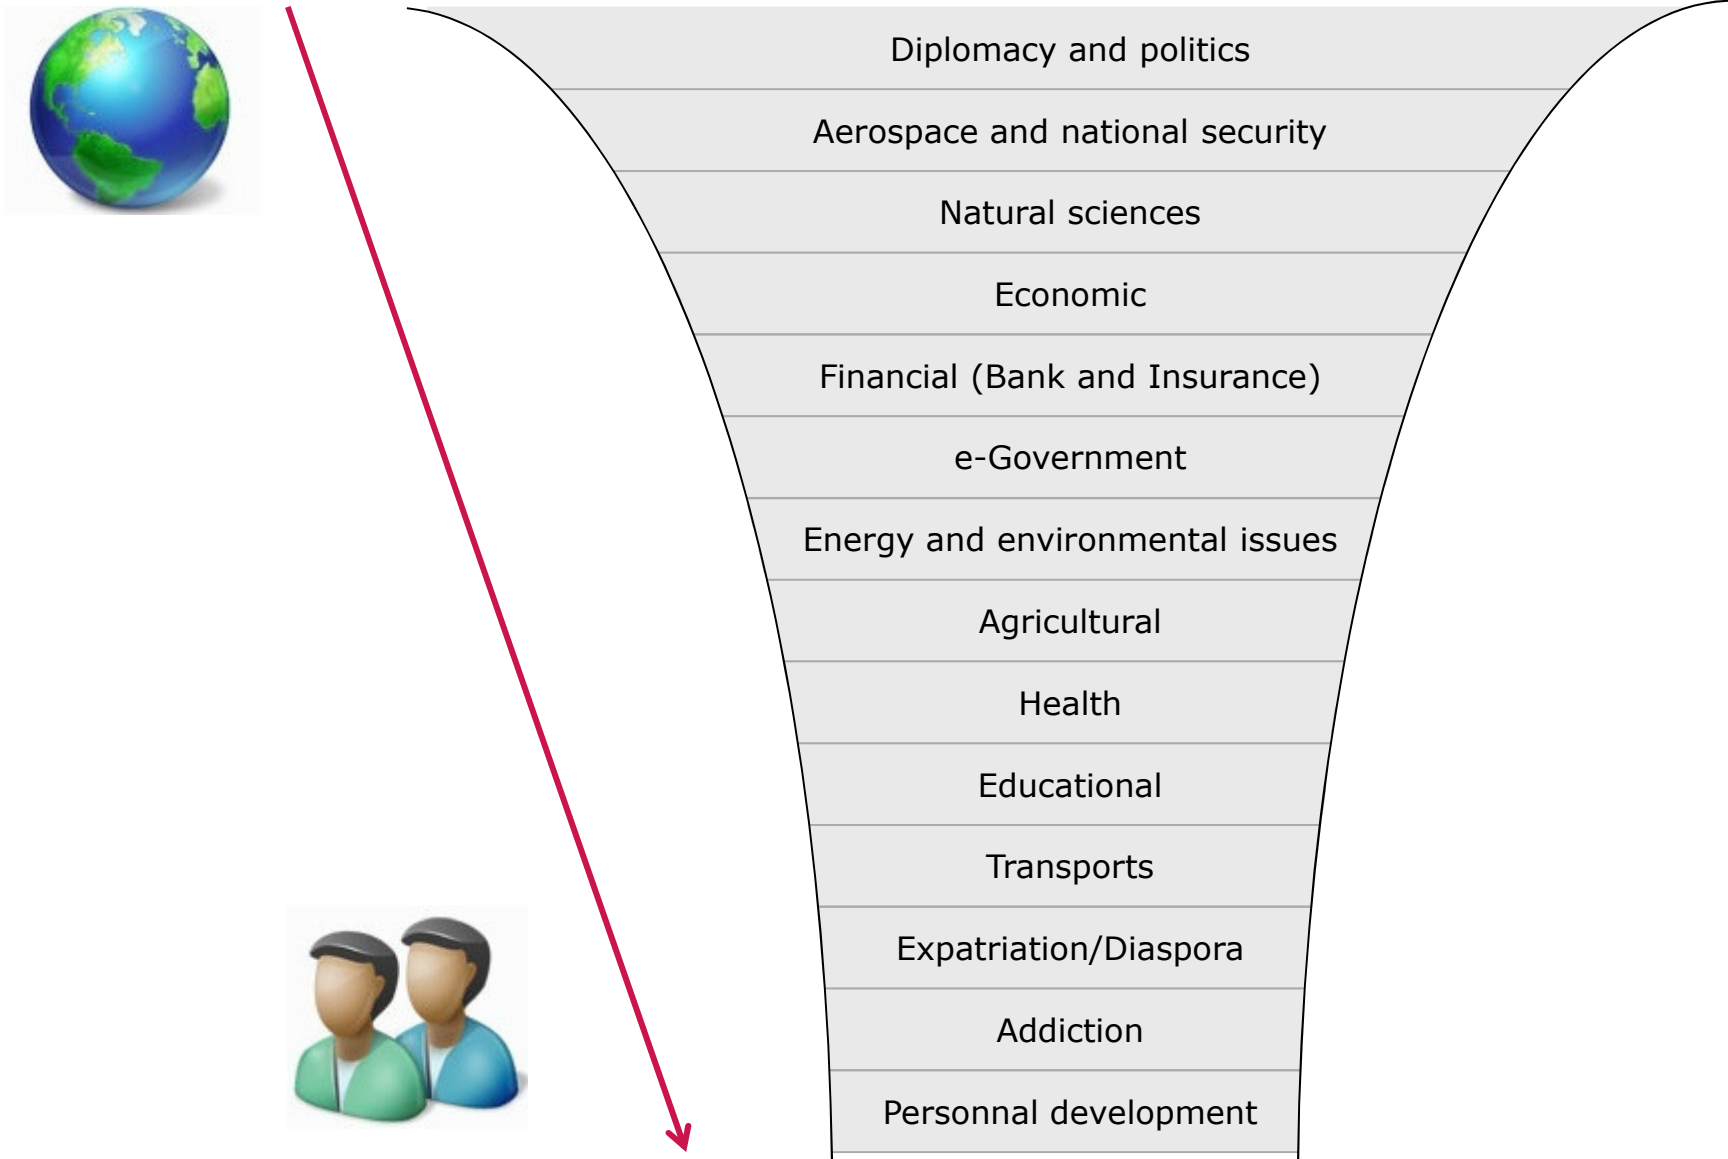 Diplomacy and politics
Aerospace and national security
Natural sciences
Economic
Financial (Bank and Insurance)
e-Government
Energy and environmental issues
Agricultural
Health
Educational
Transports
Expatriation/Diaspora
Addiction
Personnal development